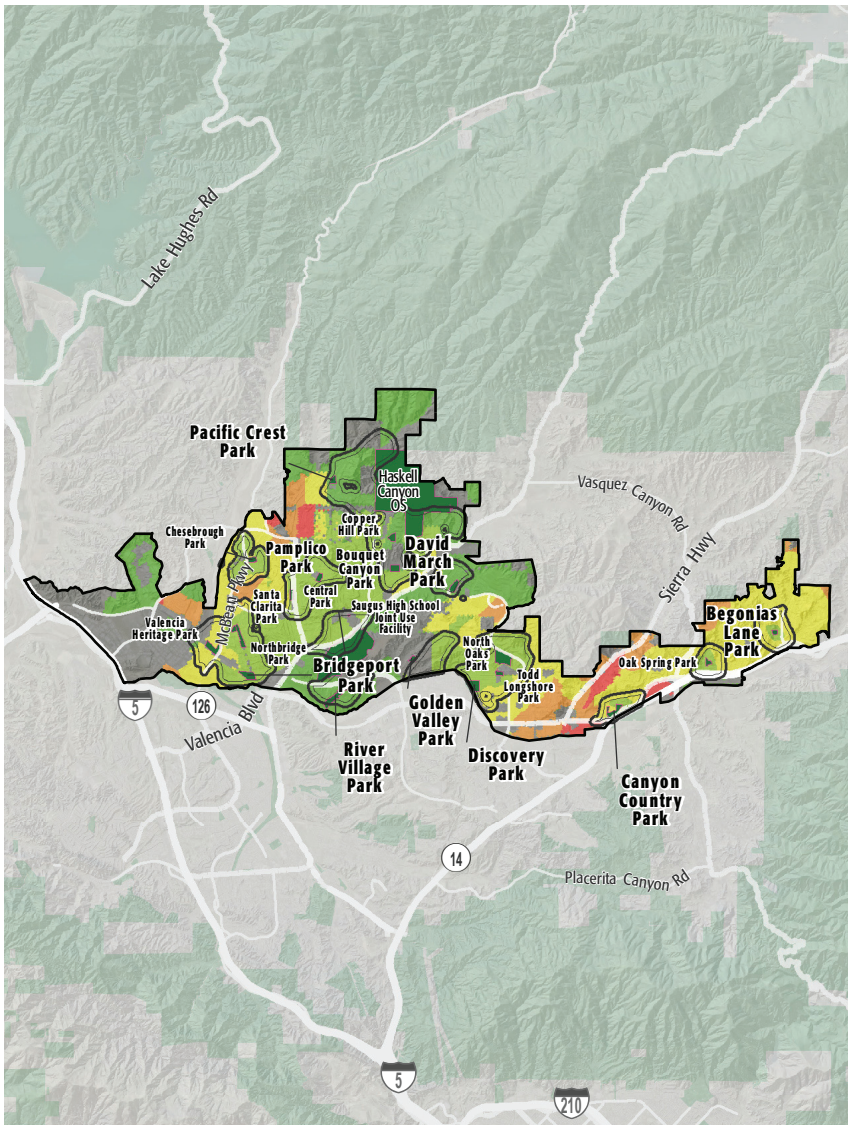 Lake Hughes Rd
Pacific Crest
Park
Haskell
Canyon
OS
Vasquez Canyon Rd
Sierra Hwy
Chesebrough
Park
Copper
Hill Park
Pamplico
Park
Bouquet
Canyon
Park
David
March
Park
McBean Pkwy
Santa
Clarita
Park
Central
Park
Saugus High School
Joint Use
Facility
Valencia
Heritage Park
Northbridge
Park
Bridgeport
Park
North
Oaks
Park
Todd
Longshore
Park
Oak Spring Park
Begonias
Lane
Park
5
126
Valencia Blvd
Golden
Valley
Park
River
Village
Park
Discovery
Park
Canyon
Country
Park
14
Placerita Canyon Rd
5
210